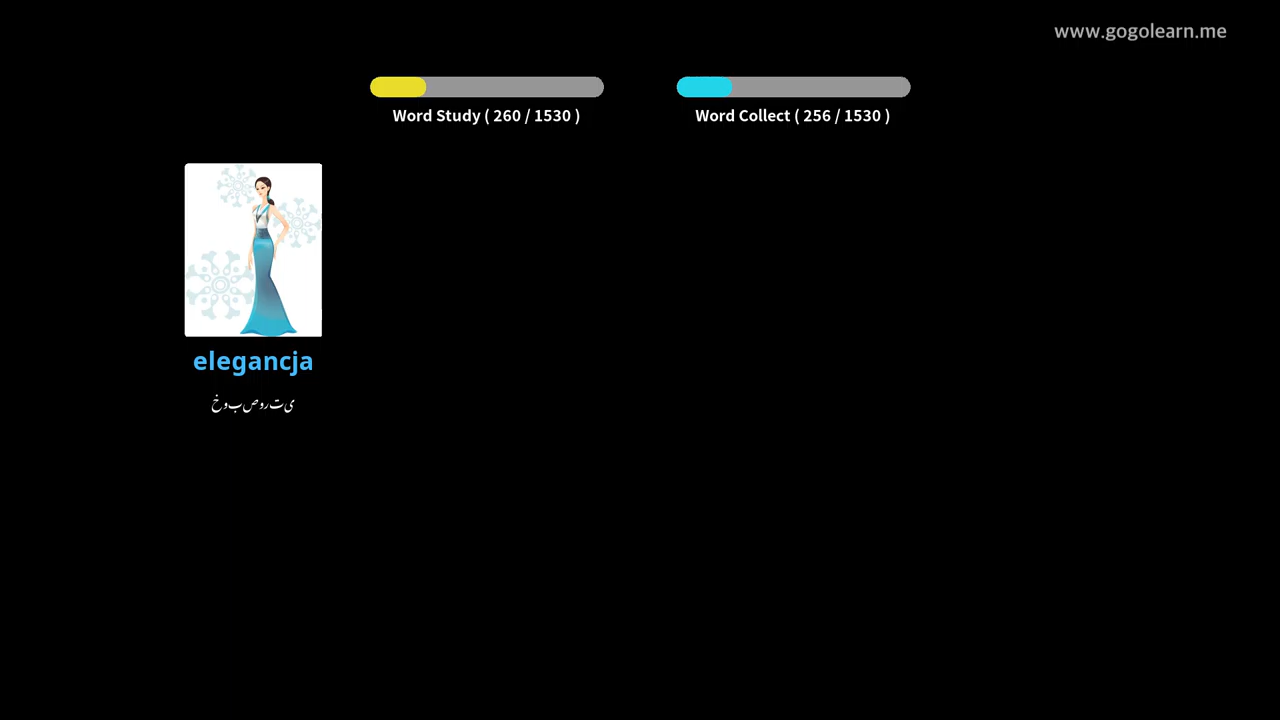 www.gogolearn.me
Word Study ( 260 / 1530 )
Word Collect ( 256 / 1530 )
elegancja
خوبصورتی